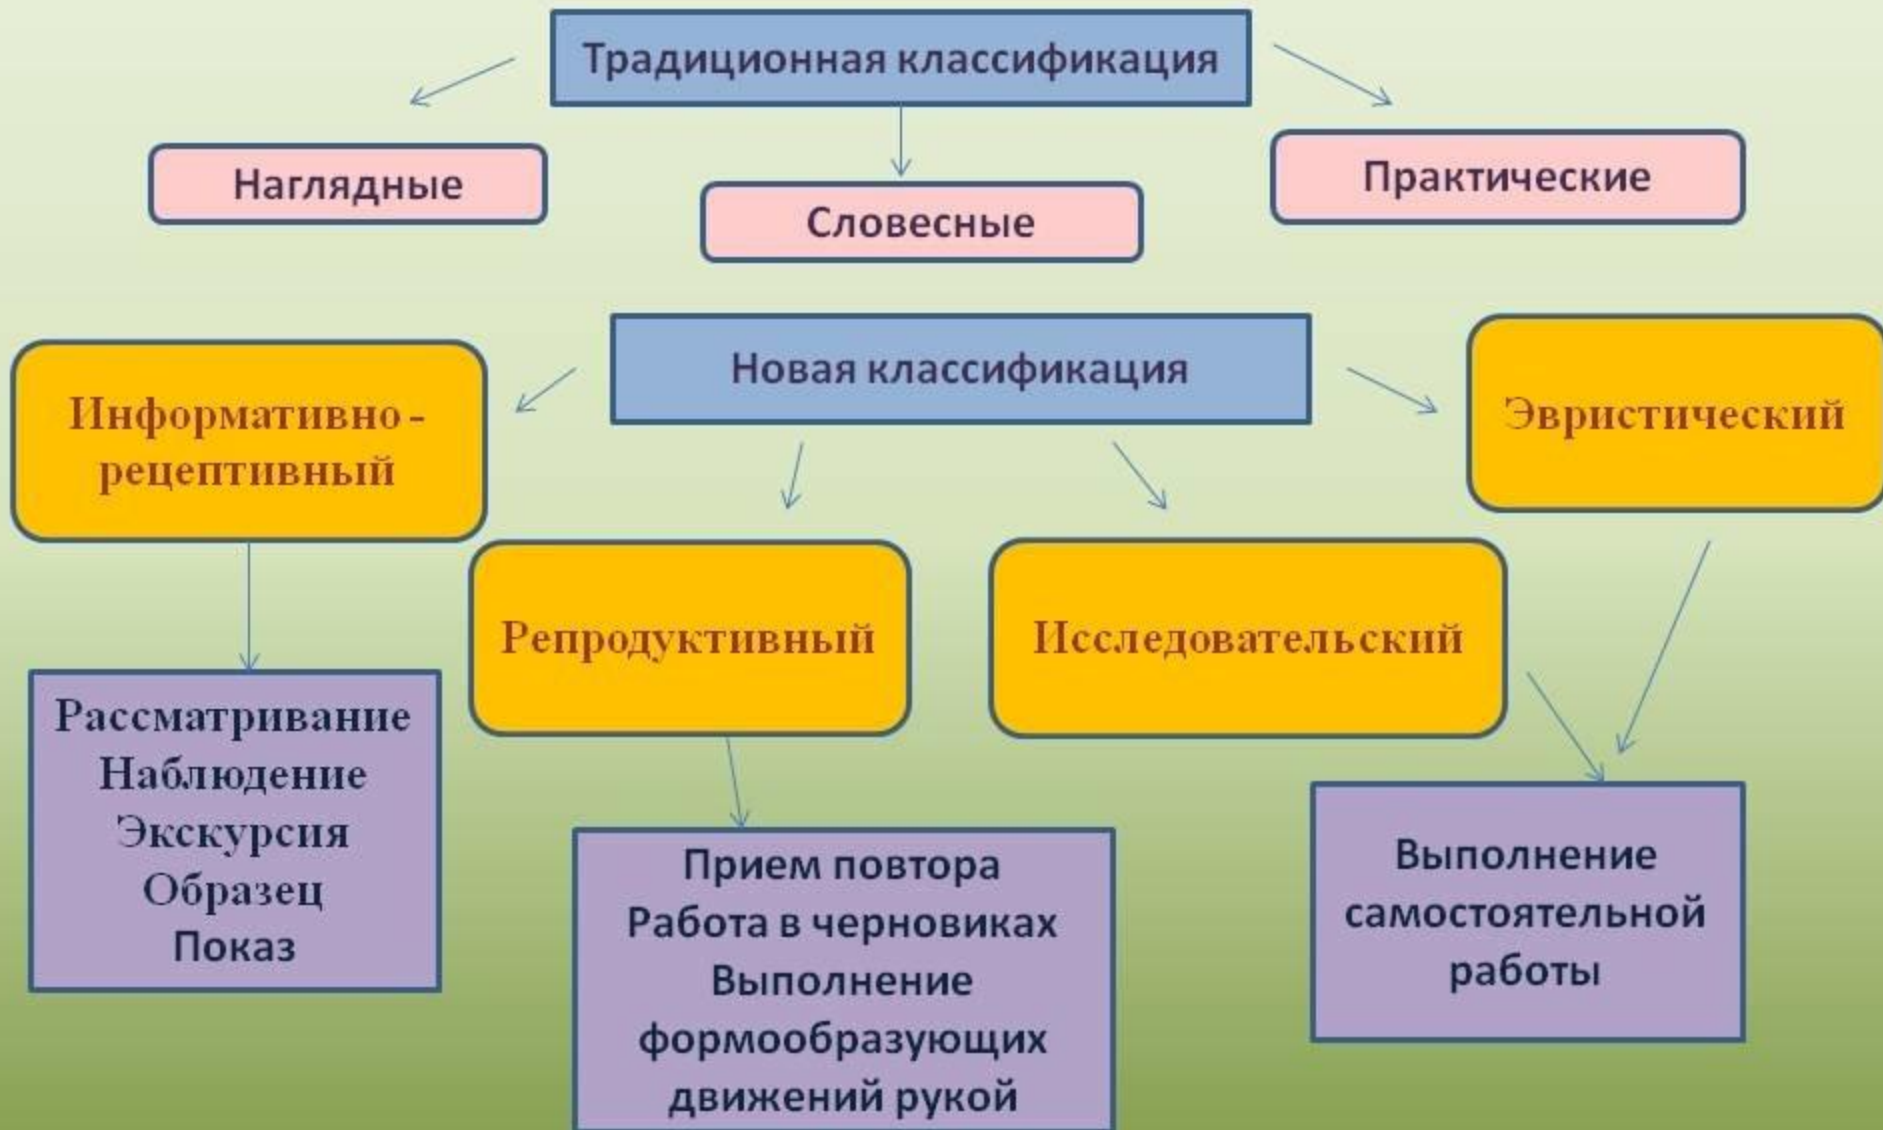 Традиционная классификация
Наглядные
Словесные
Практические
Новая классификация
Информативно-
рецептивный
Эвристический
Репродуктивный
Исследовательский
Рассматривание
Наблюдение
Экскурсия
Образец
Показ
Прием повтора
Работа в черновиках
Выполнение
формообразующих
движений рукой
Выполнение
самостоятельной
работы